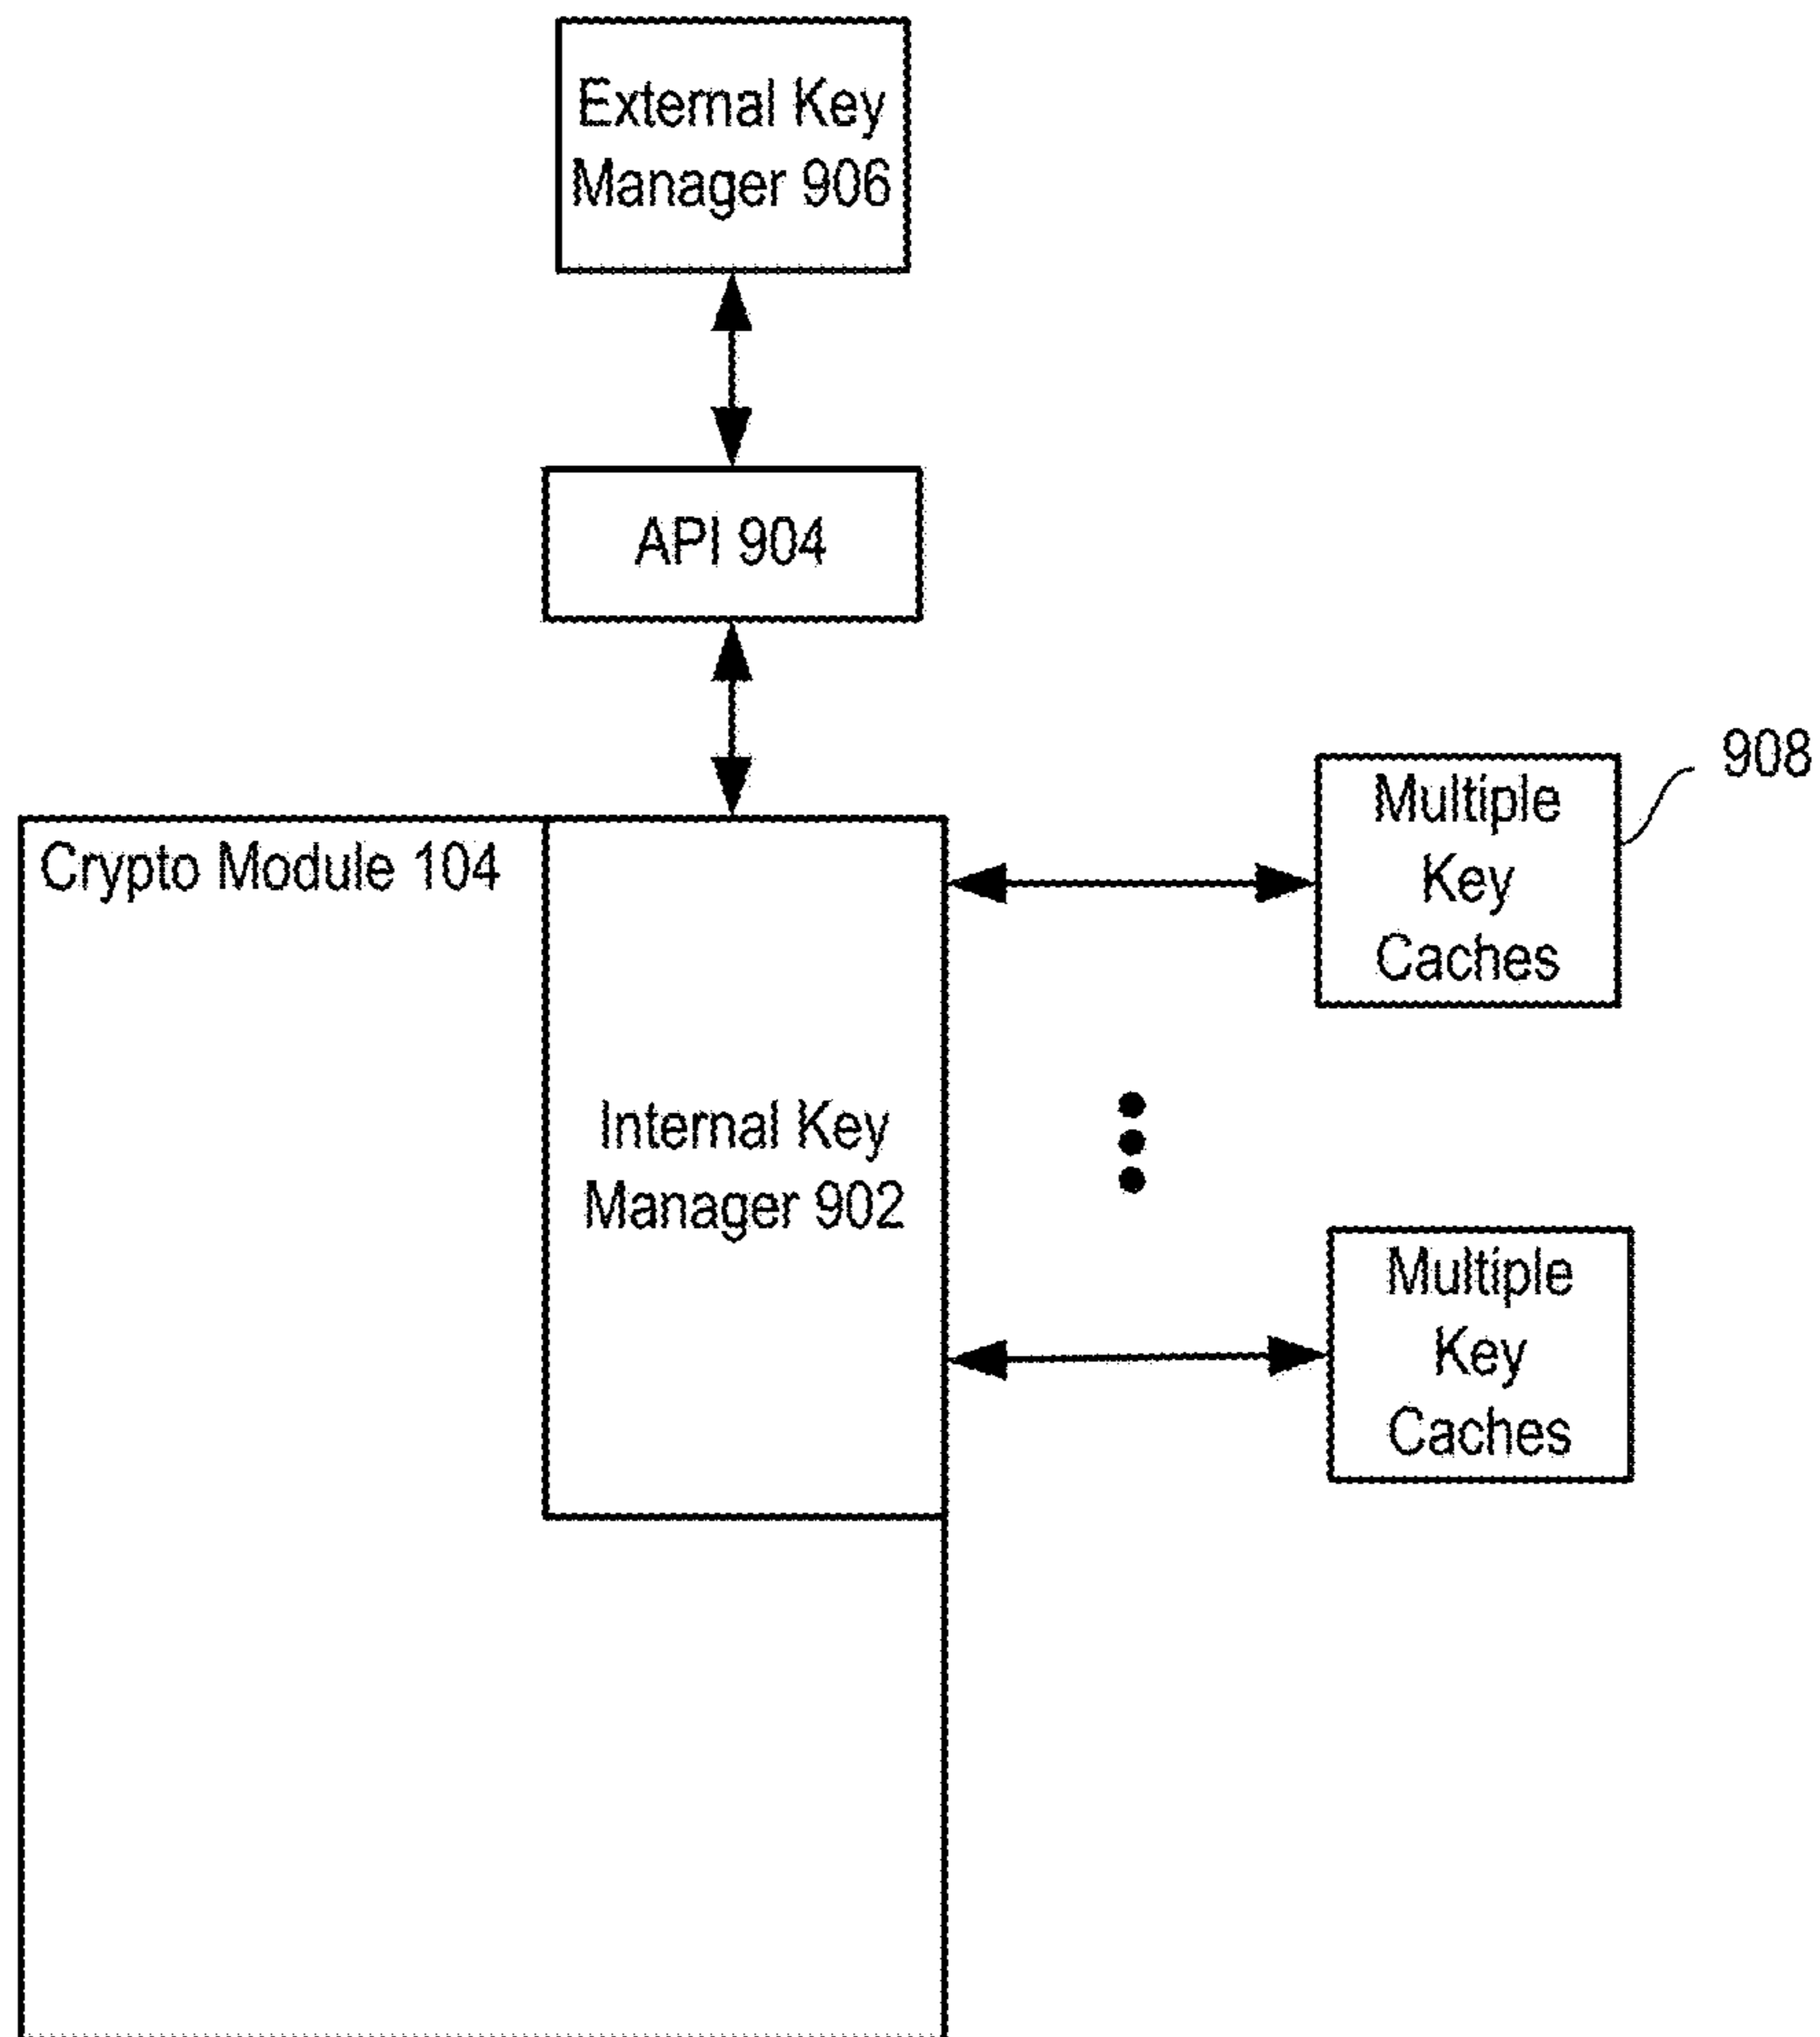 External Key
Manager 906
API 904
Crypto Module 104
Internal Key
Manager 902
Multiple
Key
Caches
908
Multiple
Key
Caches